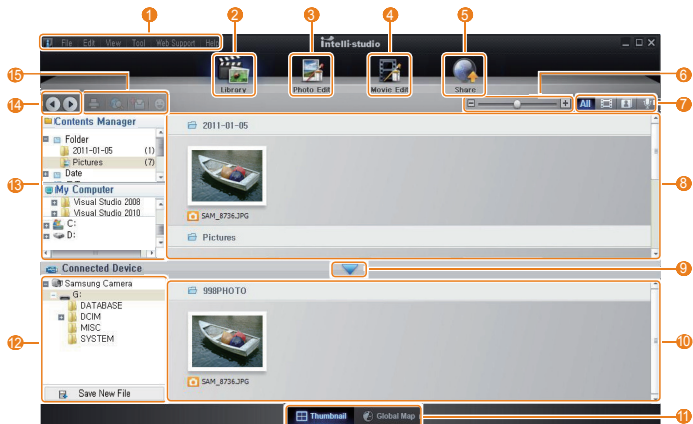 1 2 3 4 5
File Edit View Tool Web Support Help
intelli-studio
Library Photo Edit Movie Edit Share
15 6
14 All 7
Contents Manager
Folder
2011-01-05 (1)
Pictures (7)
Date
13
My Computer
Visual Studio 2008
Visual Studio 2010
C:
D:
2011-01-05
SAM_8736.JPG
8
Pictures
Connected Device 9
Samsung Camera
G:
DATABASE
DCIM
MISC
SYSTEM
12
Save New File
998PHOTO
SAM_8736.JPG
10
Thumbnail Global Map 11